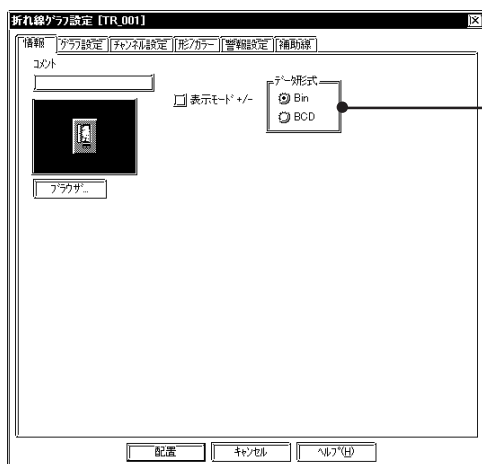 折れ線ｸﾞﾗﾌ設定 [TR_001]
情報 ｸﾞﾗﾌ設定 ﾁｬﾝﾈﾙ設定 形/ｶﾗｰ 警報設定 補助線
ｺﾒﾝﾄ
表示ﾓｰﾄﾞ +/-
ﾃﾞｰﾀ形式
Bin
BCD
ﾌﾞﾗｳｻﾞ...
配置 ｷｬﾝｾﾙ ﾍﾙﾌﾟ(H)